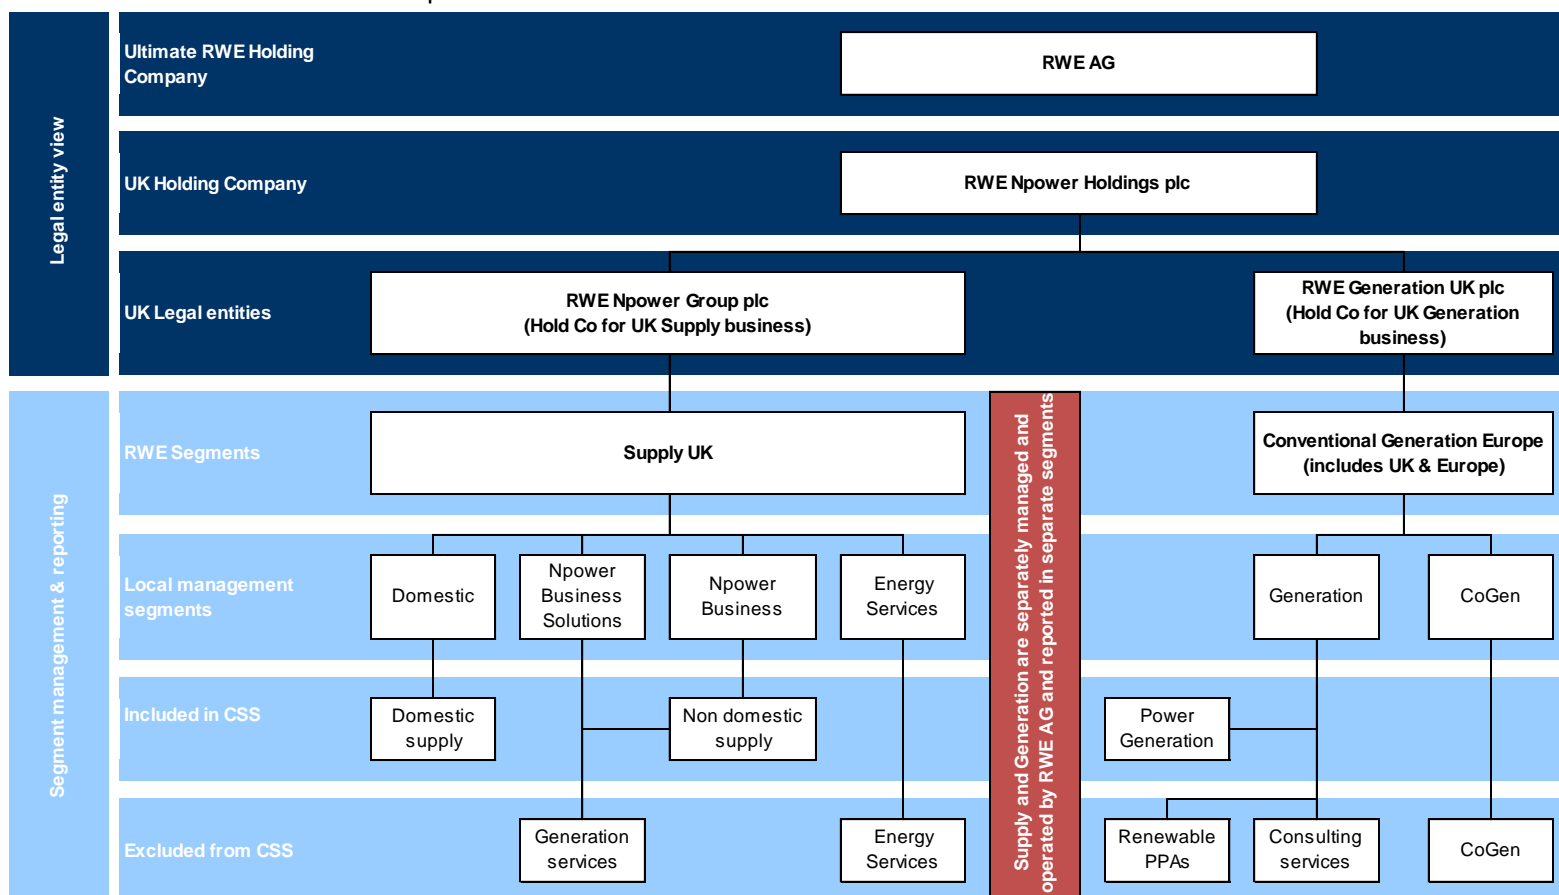 Ultimate RWE Holding
Company
RWE AG
UK Holding Company
RWE Npower Holdings plc
Legal entity view
UK Legal entities
RWE Npower Group plc
(Hold Co for UK Supply business)
RWE Generation UK plc
(Hold Co for UK Generation
business)
RWE Segments
Supply UK
Conventional Generation Europe
(includes UK & Europe)
Supply and Generation are separately managed and
operated by RWE AG and reported in separate segments
Segment management & reporting
Local management
segments
Domestic
Npower
Business
Solutions
Npower
Business
Energy
Services
Generation
CoGen
Included in CSS
Domestic
supply
Non domestic
supply
Power
Generation
Excluded from CSS
Generation
services
Energy
Services
Renewable
PPAs
Consulting
services
CoGen